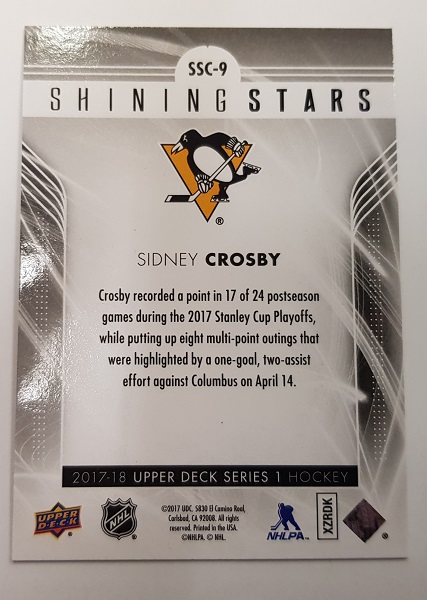 SSC-9
SHINING STARS
®
SIDNEY CROSBY
Crosby recorded a point in 17 of 24 postseason
games during the 2017 Stanley Cup Playoffs,
while putting up eight multi-point outings that
were highlighted by a one-goal, two-assist
effort against Columbus on April 14.
2017-18 UPPER DECK SERIES 1 HOCKEY
UPPER
DECK
NHL
©2017 UDC. 5830 El Camino Real,
Carlsbad, CA 92008. All rights
reserved. Printed in the USA.
©NHLPA. © NHL.
NHLPA
XZRDK